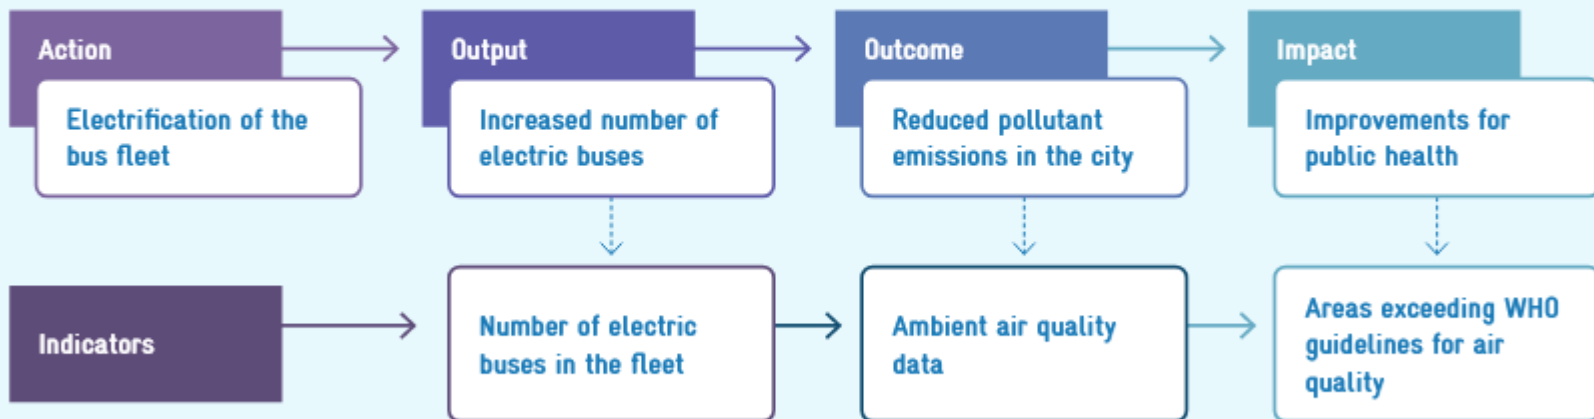 Action
Output
Outcome
Impact
Electrification of the
bus fleet
Increased number of
electric buses
Reduced pollutant
emissions in the city
Improvements for
public health
Indicators
Number of electric
buses in the fleet
Ambient air quality
data
Areas exceeding WHO
guidelines for air
quality